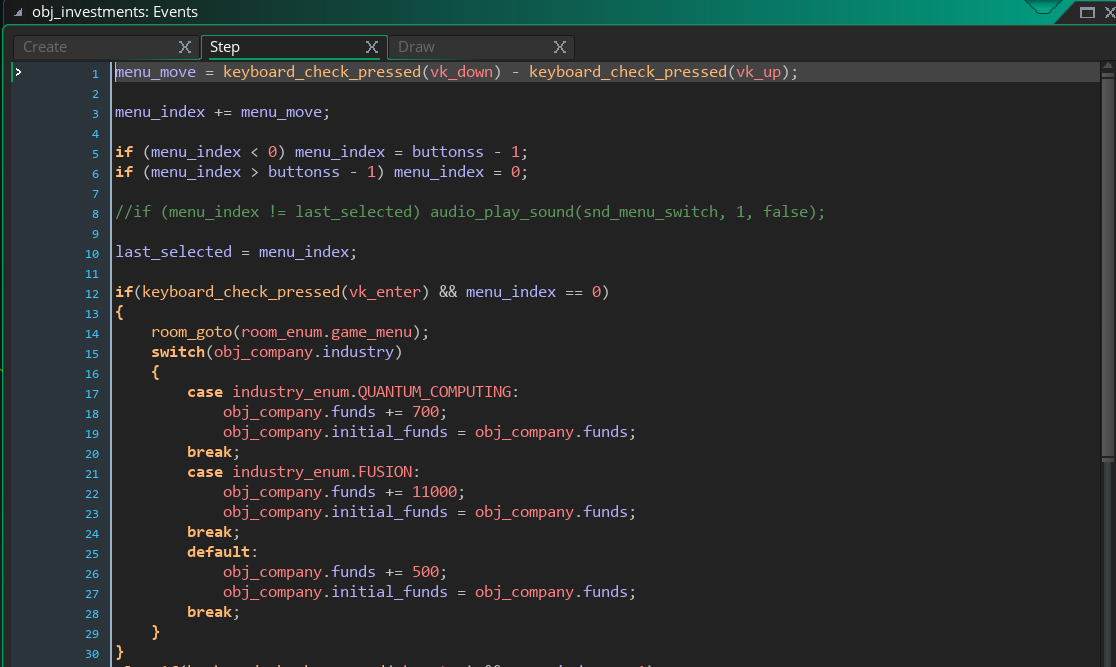 obj_investments: Events
Create
Step
Draw
1 menu_move = keyboard_check_pressed(vk_down) - keyboard_check_pressed(vk_up);
2
3 menu_index += menu_move;
4
5 if (menu_index < 0) menu_index = buttonss - 1;
6 if (menu_index > buttonss - 1) menu_index = 0;
7
8 //if (menu_index != last_selected) audio_play_sound(snd_menu_switch, 1, false);
9
10 last_selected = menu_index;
11
12 if(keyboard_check_pressed(vk_enter) && menu_index == 0)
13 {
14 room_goto(room_enum.game_menu);
15 switch(obj_company.industry)
16 {
17 case industry_enum.QUANTUM_COMPUTING:
18 obj_company.funds += 700;
19 obj_company.initial_funds = obj_company.funds;
20 break;
21 case industry_enum.FUSION:
22 obj_company.funds += 11000;
23 obj_company.initial_funds = obj_company.funds;
24 break;
25 default:
26 obj_company.funds += 500;
27 obj_company.initial_funds = obj_company.funds;
28 break;
29 }
30 }